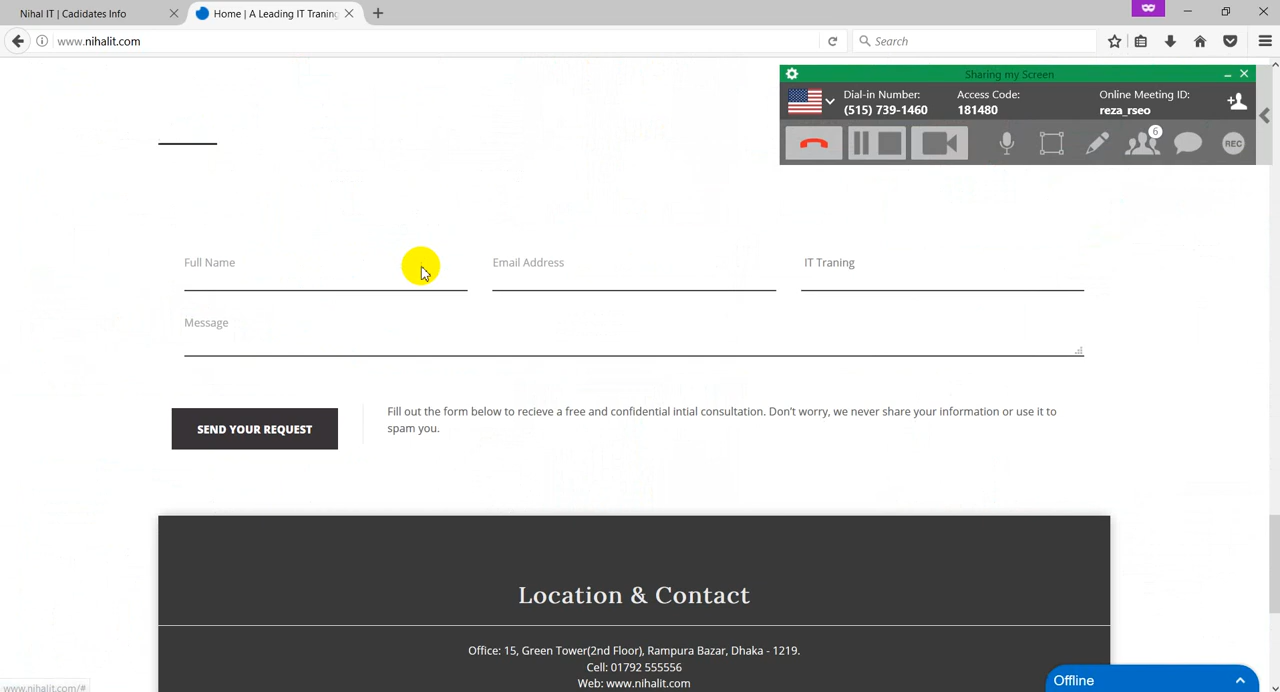 Nihal IT | Cadidates Info
Home | A Leading IT Traning
www.nihalit.com
Search
Sharing my Screen
Dial-in Number:
(515) 739-1460
Access Code:
181480
Online Meeting ID:
reza_rseo
6
REC
Full Name
Email Address
IT Traning
Message
SEND YOUR REQUEST
Fill out the form below to recieve a free and confidential intial consultation. Don't worry, we never share your information or use it to
spam you.
Location & Contact
Office: 15, Green Tower(2nd Floor), Rampura Bazar, Dhaka - 1219.
Cell: 01792 555556
Web: www.nihalit.com
Offline
www.nihalit.com/#